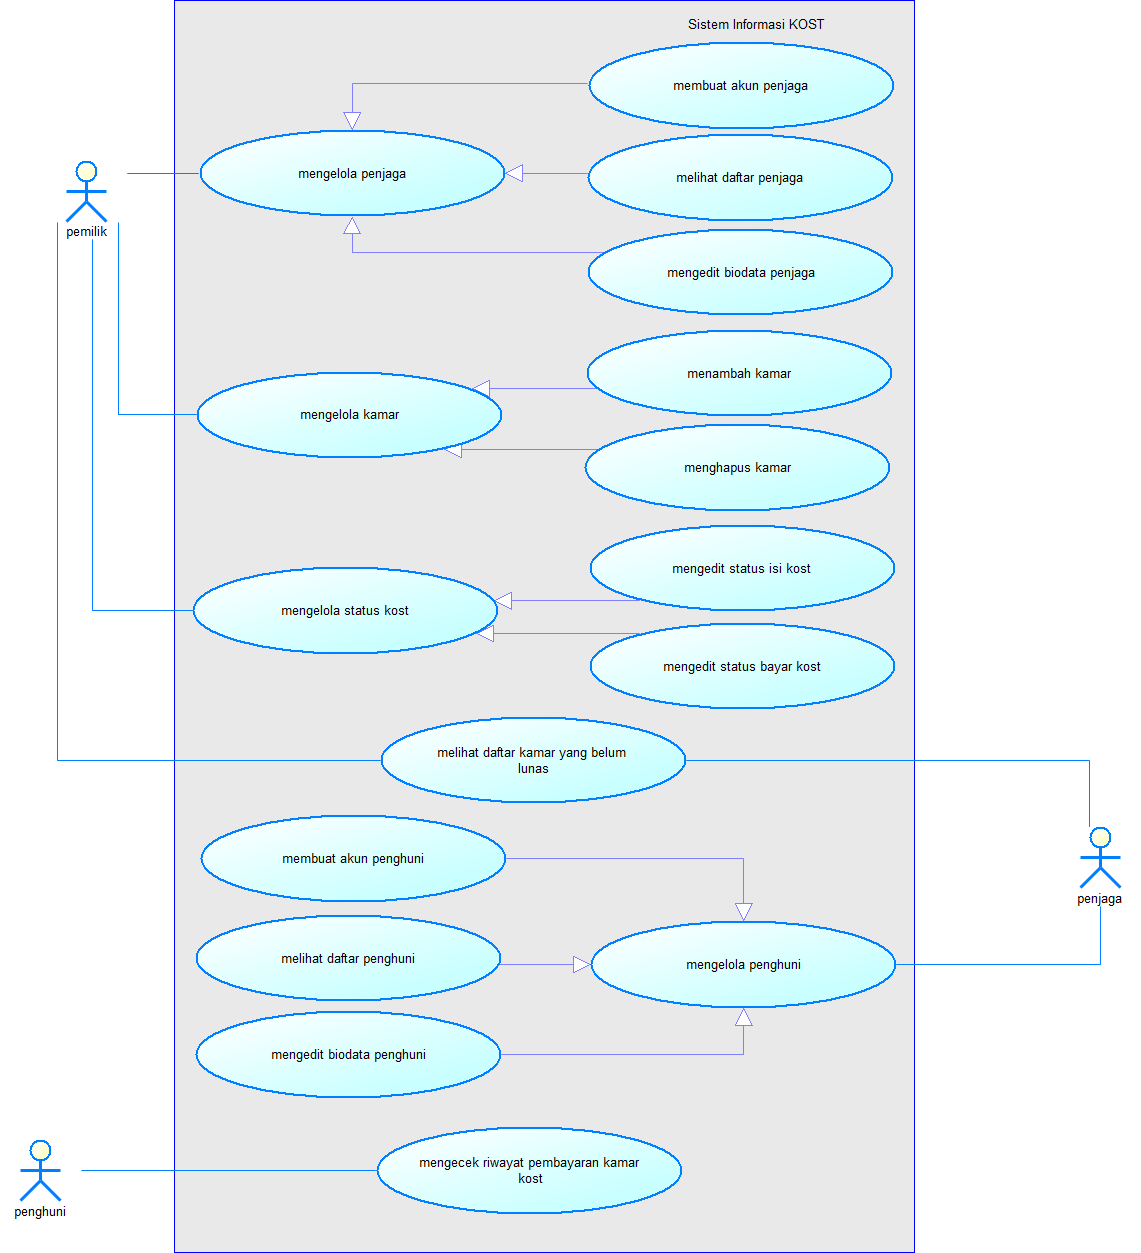 Sistem Informasi KOST
membuat akun penjaga
mengelola penjaga
melihat daftar penjaga
pemilik
mengedit biodata penjaga
menambah kamar
mengelola kamar
menghapus kamar
mengedit status isi kost
mengelola status kost
mengedit status bayar kost
melihat daftar kamar yang belum
lunas
membuat akun penghuni
penjaga
melihat daftar penghuni
mengelola penghuni
mengedit biodata penghuni
mengecek riwayat pembayaran kamar
kost
penghuni